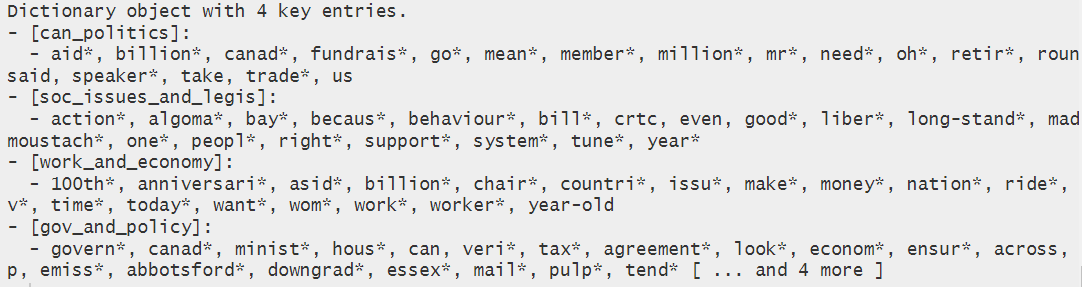 Dictionary object with 4 key entries.
- [can_politics]:
  - aid*, billion*, canad*, fundrais*, go*, mean*, member*, million*, mr*, need*, oh*, retir*, roun
said, speaker*, take, trade*, us
- [soc_issues_and_legis]:
  - action*, algoma*, bay*, becaus*, behaviour*, bill*, crtc, even, good*, liber*, long-stand*, mad
moustach*, one*, peopl*, right*, support*, system*, tune*, year*
- [work_and_economy]:
  - 100th*, anniversari*, asid*, billion*, chair*, countri*, issu*, make*, money*, nation*, ride*,
v*, time*, today*, want*, wom*, work*, worker*, year-old
- [gov_and_policy]:
  - govern*, canad*, minist*, hous*, can, veri*, tax*, agreement*, look*, econom*, ensur*, across,
p, emiss*, abbotsford*, downgrad*, essex*, mail*, pulp*, tend* [ ... and 4 more ]